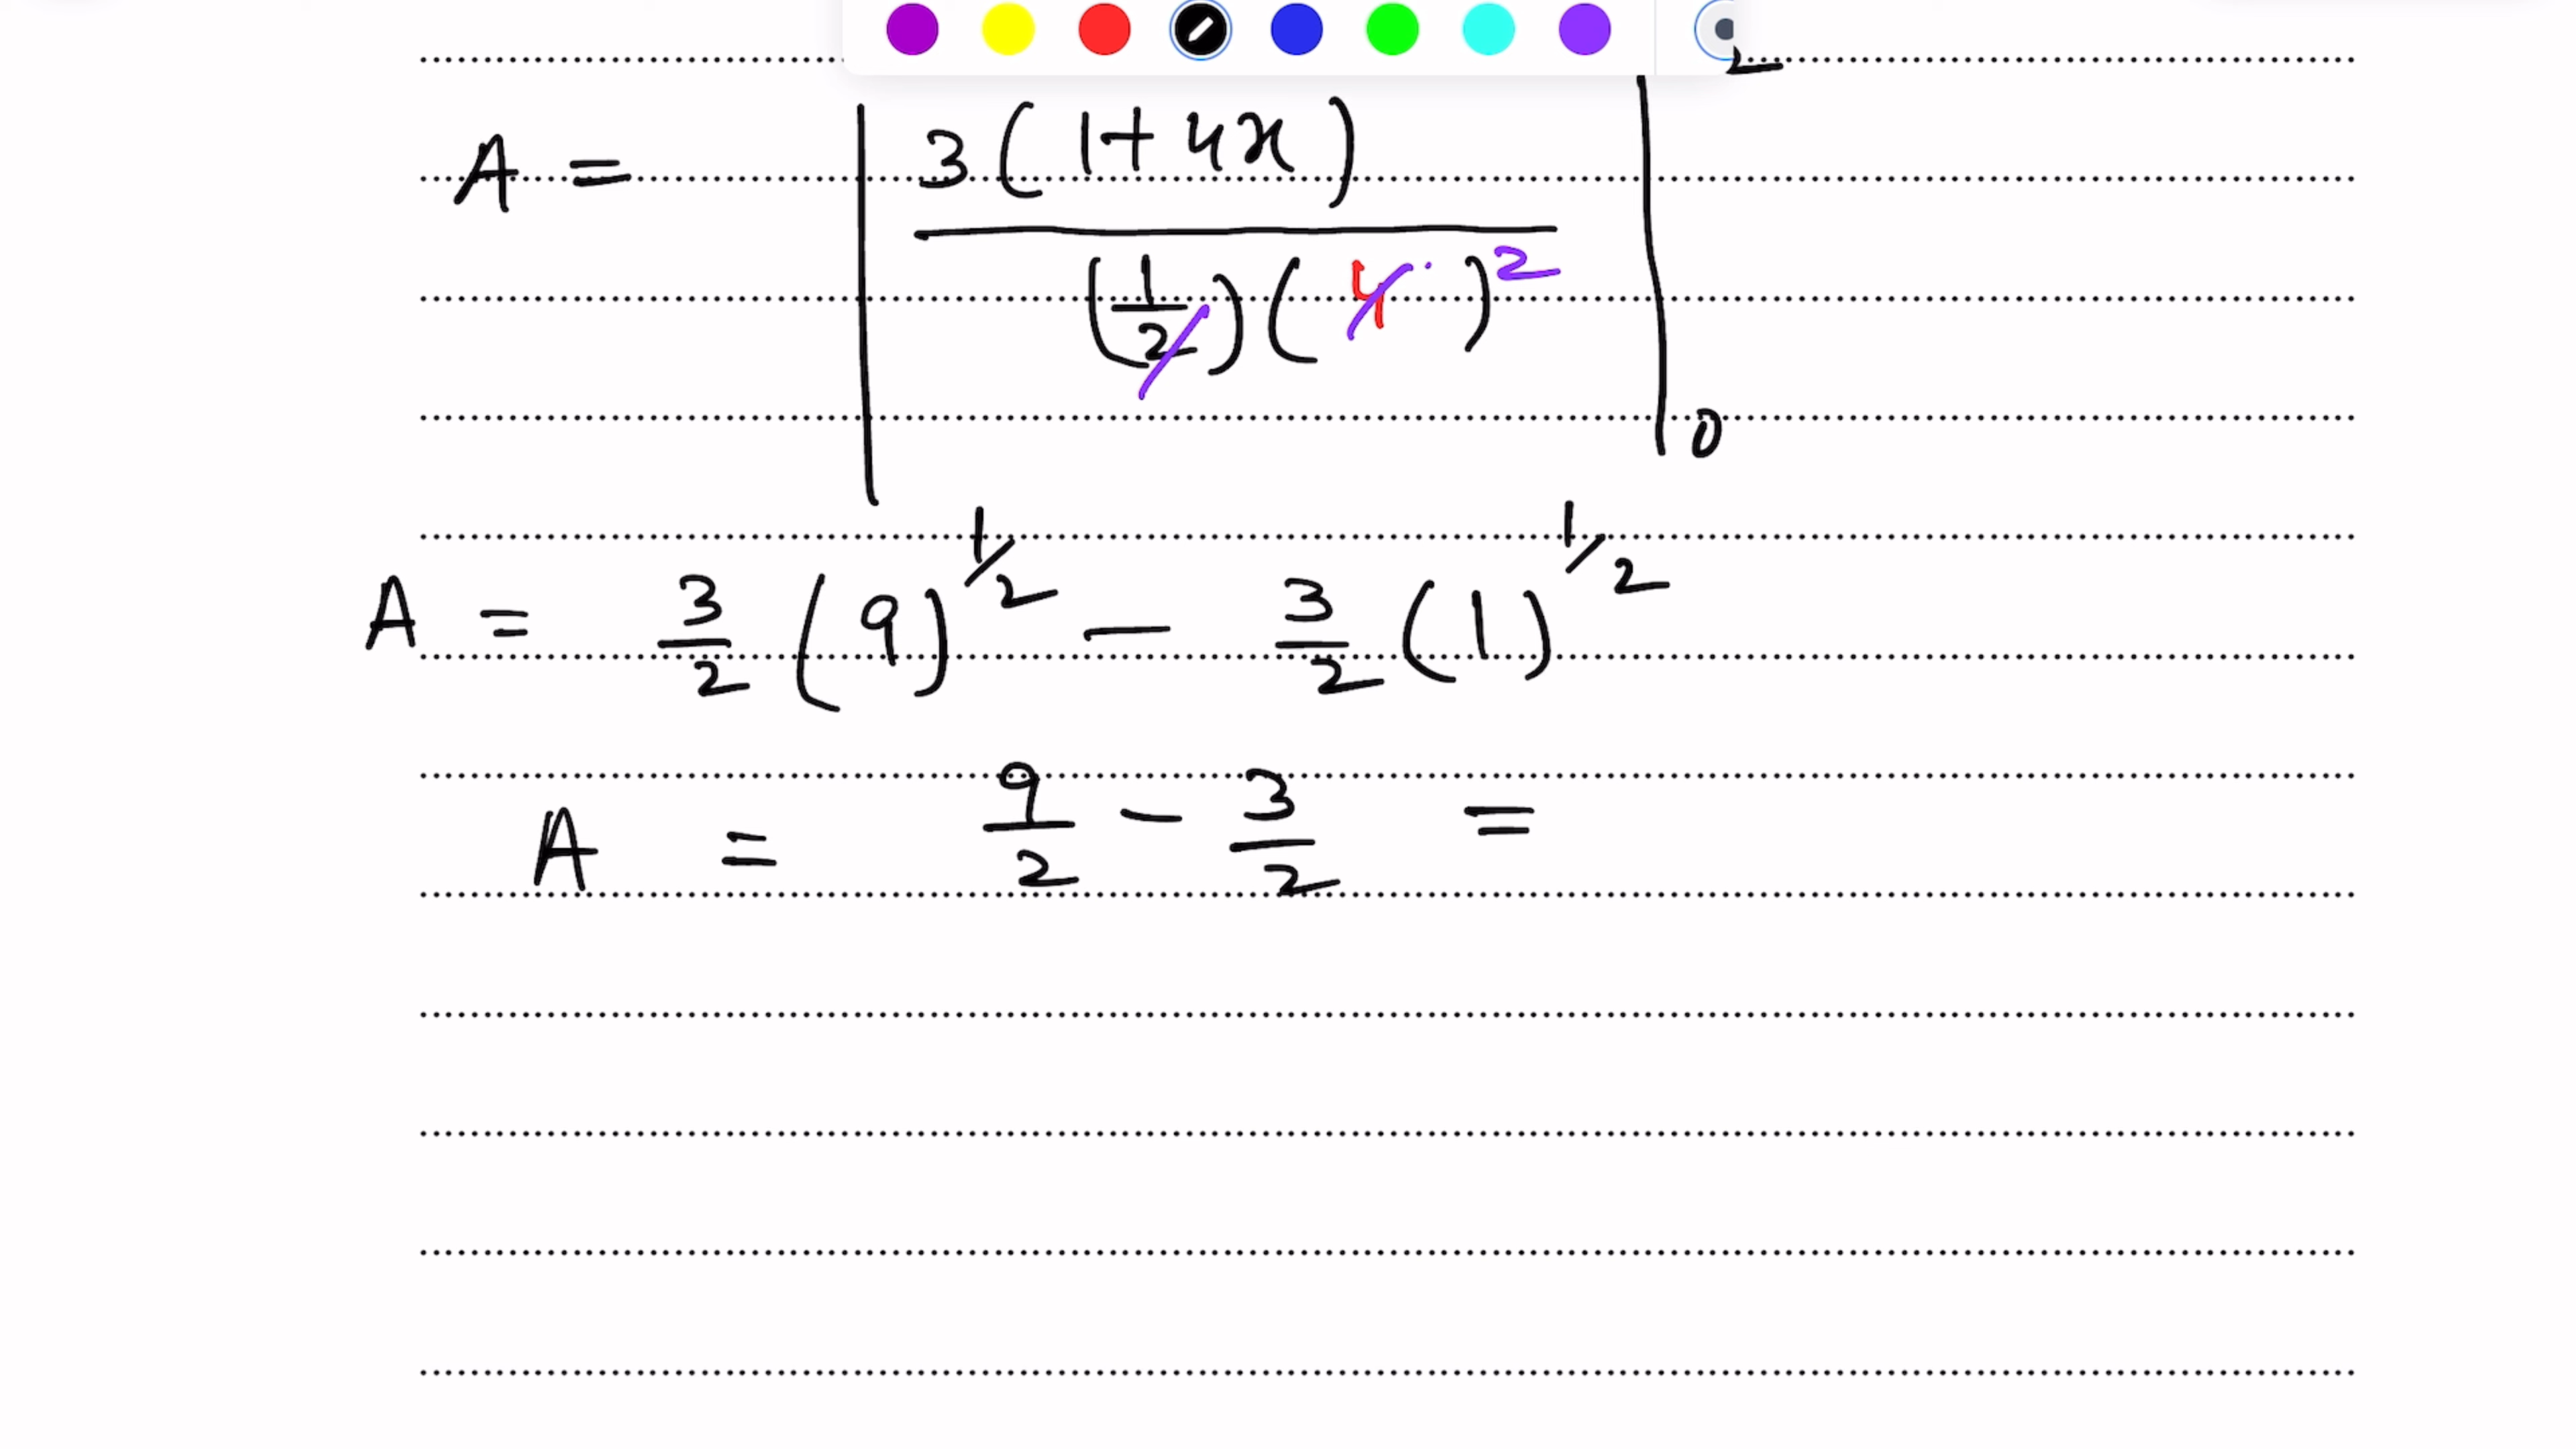 A = | 3(1+4x) / (1/2)(4)² |₀ 2
A = 3/2 (9)^1/2 − 3/2 (1)^1/2
A = 9/2 − 3/2 =